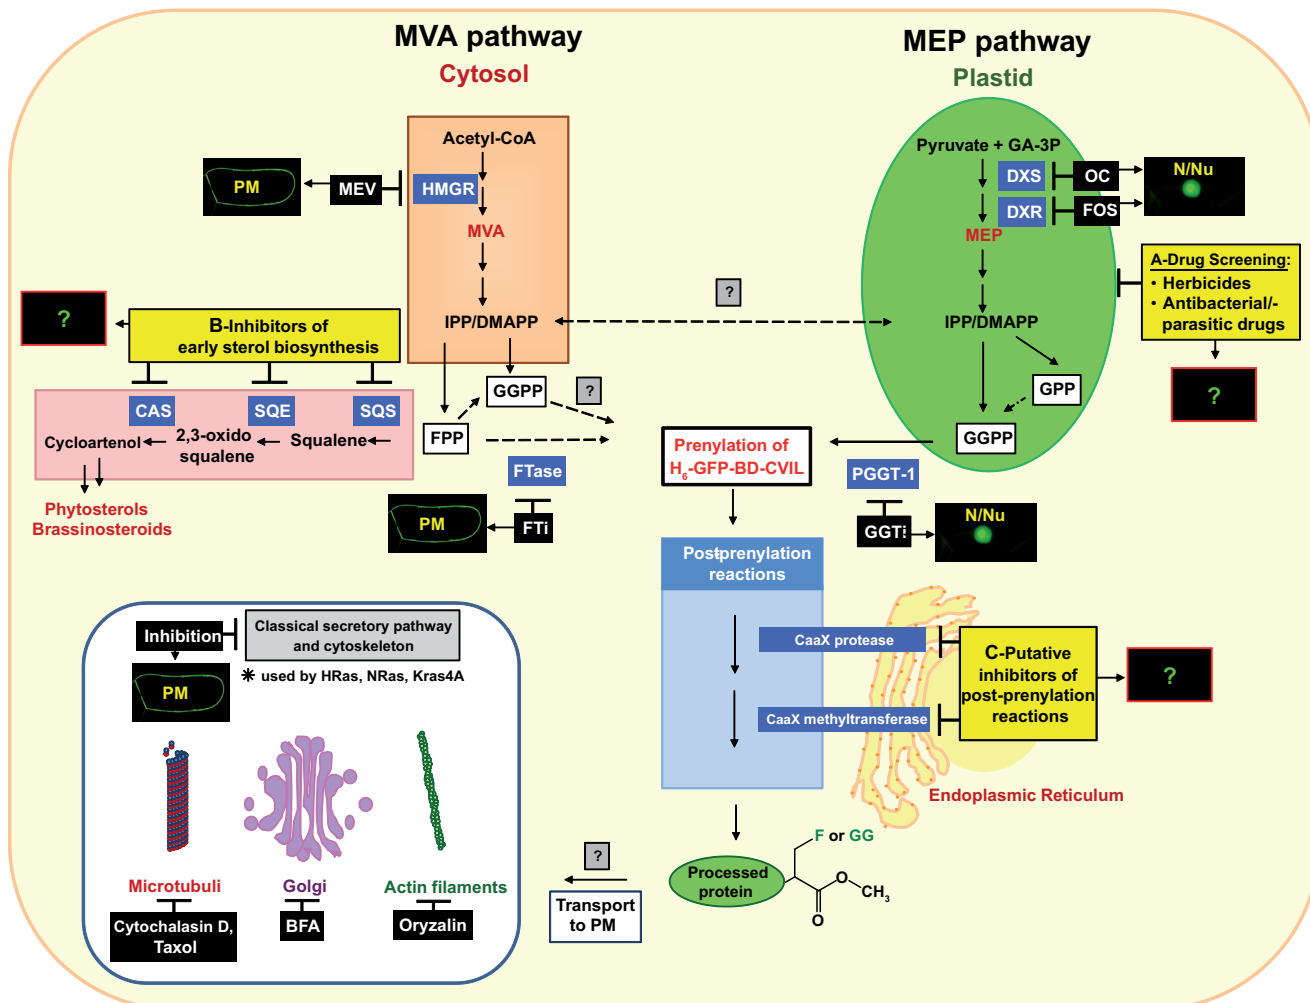 MVA pathway
Cytosol
MEP pathway
Plastid
Acetyl-CoA
PM
MEV
HMGR
MVA
IPP/DMAPP
?
Pyruvate + GA-3P
DXS
OC
N/Nu
DXR
FOS
MEP
IPP/DMAPP
A-Drug Screening:
• Herbicides
• Antibacterial/-
parasitic drugs
?
?
B-Inhibitors of
early sterol biosynthesis
CAS
SQE
SQS
Cycloartenol
2,3-oxido
squalene
Squalene
Phytosterols
Brassinosteroids
GGPP
?
FPP
FTase
PM
FTi
GPP
GGPP
Prenylation of
H6-GFP-BD-CVIL
PGGT-1
GGTi
N/Nu
Post-prenylation
reactions
CaaX protease
CaaX methyltransferase
C-Putative
inhibitors of
post-prenylation
reactions
?
Endoplasmic Reticulum
Inhibition
Classical secretory pathway
and cytoskeleton
PM
* used by HRas, NRas, Kras4A
Microtubuli
Golgi
Actin filaments
Cytochalasin D,
Taxol
BFA
Oryzalin
?
Transport
to PM
Processed
protein
F or GG
O
CH3
O